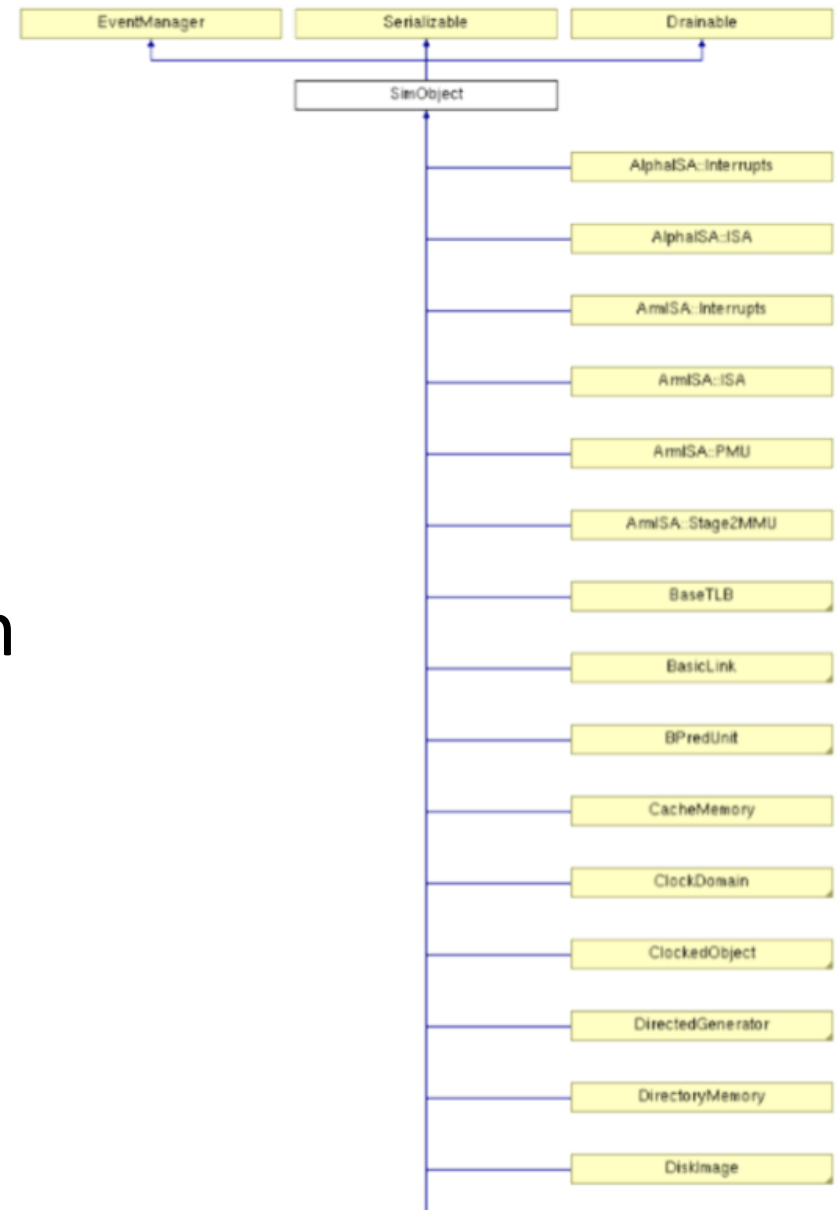 EventManager Serializable Drainable
SimObject
AlphaISA::Interrupts
AlphaISA::ISA
ArmISA::Interrupts
ArmISA::ISA
ArmISA::PMU
ArmISA::Stage2MMU
BaseTLB
n
BasicLink
BPredUnit
CacheMemory
ClockDomain
ClockedObject
DirectedGenerator
DirectoryMemory
DiskImage